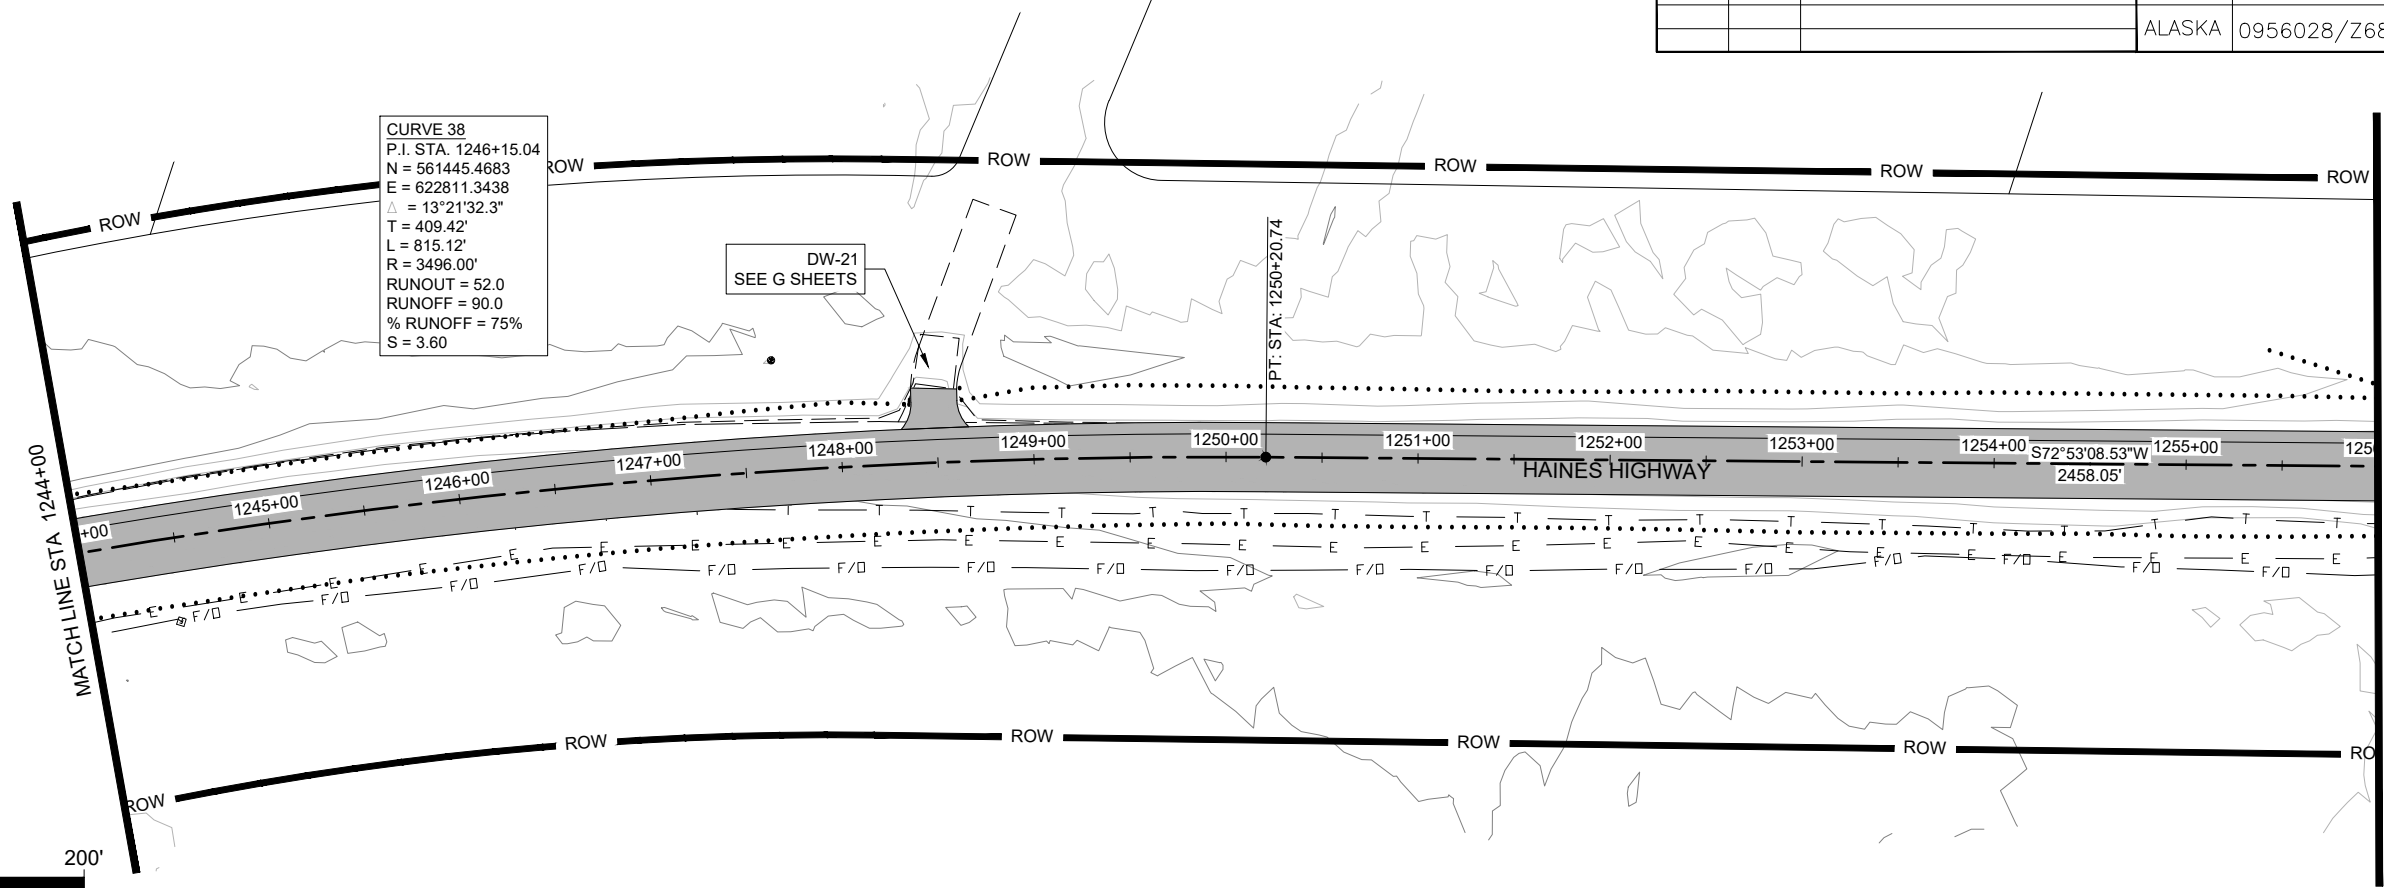 ALASKA 0956028/Z68
CURVE 38
P.I. STA. 1246+15.04
N = 561445.4683
E = 622811.3438
△ = 13°21'32.3"
T = 409.42'
L = 815.12'
R = 3496.00'
RUNOUT = 52.0
RUNOFF = 90.0
% RUNOFF = 75%
S = 3.60
ROW
ROW
ROW
ROW
ROW
ROW
DW-21
SEE G SHEETS
PT: STA: 1250+20.74
MATCH LINE STA 1244+00
+00
1245+00
1246+00
1247+00
1248+00
1249+00
1250+00
1251+00
1252+00
1253+00
1254+00
1255+00
1256
HAINES HIGHWAY
S72°53'08.53"W
2458.05'
T T T T T T T T T T T T T T T
E E E E E E E E E E E E E E E E E E E E E E E E E
F/O F/O F/O F/O F/O F/O F/O F/O F/O F/O F/O F/O F/O F/O F/O F/O F/O
ROW
ROW
ROW
ROW
ROW
RO
200'